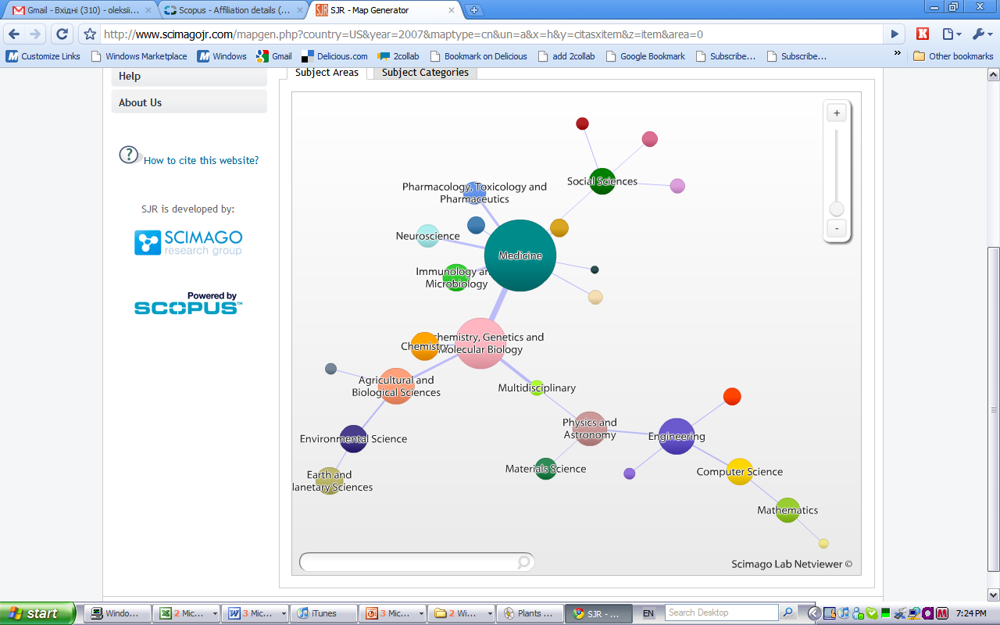 Gmail - Вхідні (310) - oleksii...
Scopus - Affiliation details (...
SJR - Map Generator
http://www.scimagojr.com/mapgen.php?country=US&year=2007&maptype=cn&un=a&x=h&y=citasxitem&z=item&area=0
Customize Links
Windows Marketplace
Windows
Gmail
Delicious.com
2collab
Bookmark on Delicious
add 2collab
Google Bookmark
Subscribe...
Subscribe...
»
Other bookmarks
Help
About Us
How to cite this website?
SJR is developed by:
SCIMAGO
research group
Powered by
SCOPUS™
Subject Areas
Subject Categories
+
-
Social Sciences
Pharmacology, Toxicology and
Pharmaceutics
Neuroscience
Medicine
Immunology an
Microbiology
Chemistry
chemistry, Genetics and
Molecular Biology
Agricultural and
Biological Sciences
Multidisciplinary
Physics and
Astronomy
Engineering
Environmental Science
Materials Science
Computer Science
Earth and
lanetary Sciences
Mathematics
Scimago Lab Netviewer ©
start
Windo...
2 Mic...
3 Mic...
iTunes
3 Mic...
2 Wi...
Plants ...
SJR - ...
EN
Search Desktop
7:24 PM